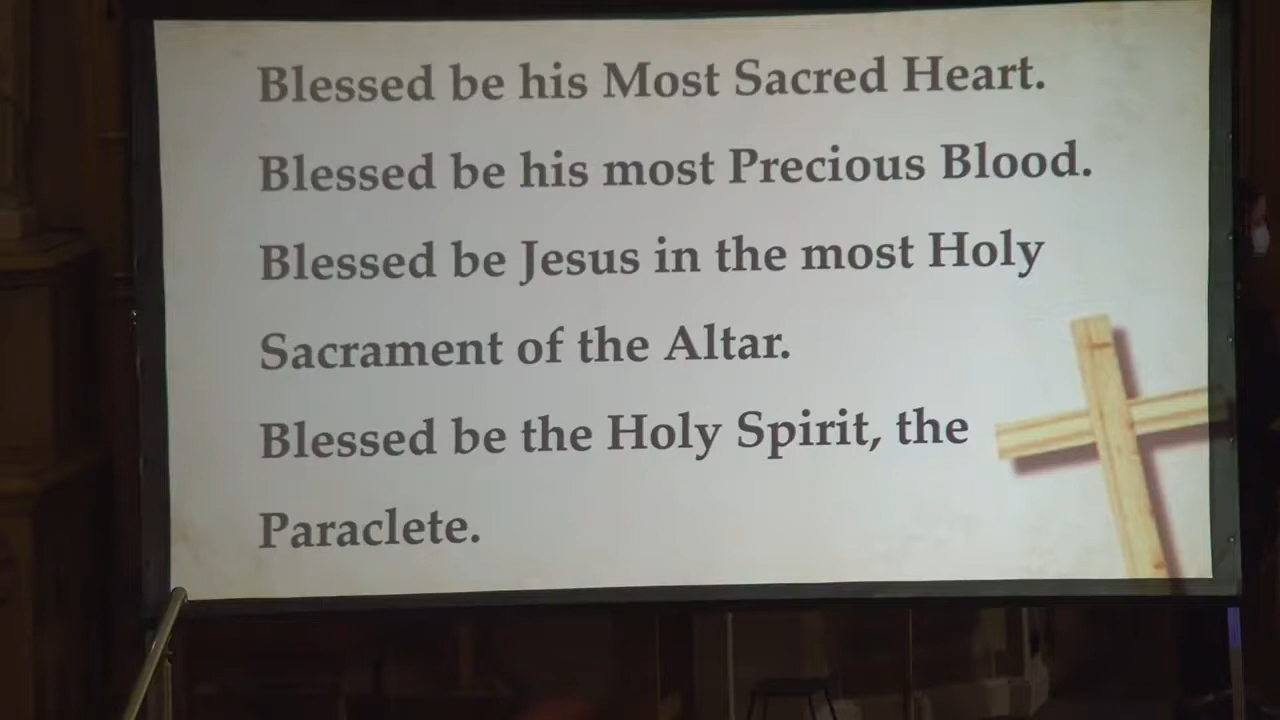 Blessed be his Most Sacred Heart.
Blessed be his most Precious Blood.
Blessed be Jesus in the most Holy
Sacrament of the Altar.
Blessed be the Holy Spirit, the
Paraclete.